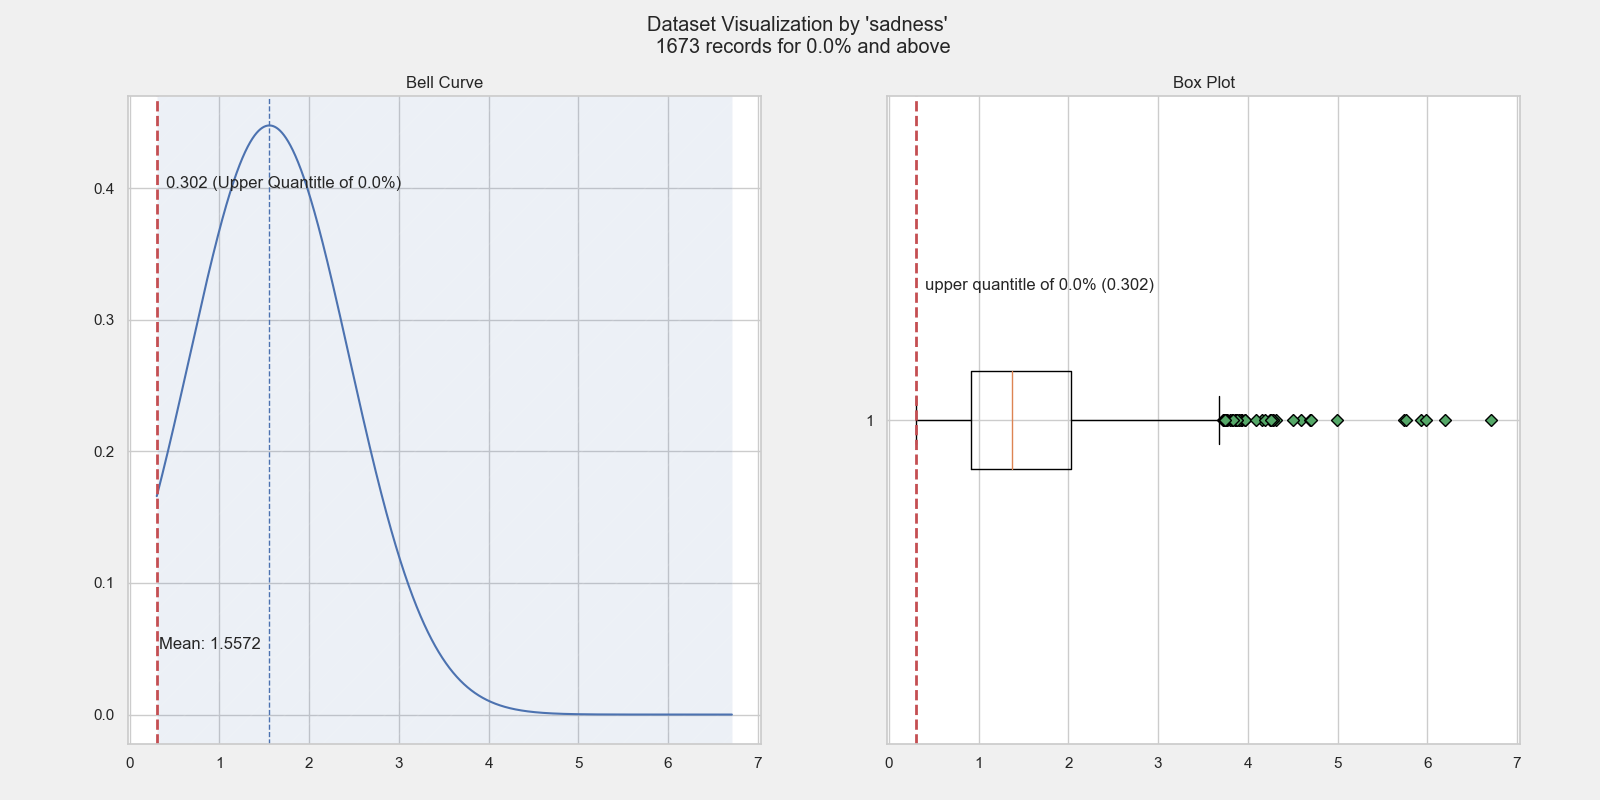 Dataset Visualization by 'sadness'
1673 records for 0.0% and above
Bell Curve
0.4
0.3
0.2
0.1
0.0
0.302 (Upper Quantitle of 0.0%)
Mean: 1.5572
0 1 2 3 4 5 6 7
Box Plot
upper quantitle of 0.0% (0.302)
1
0 1 2 3 4 5 6 7